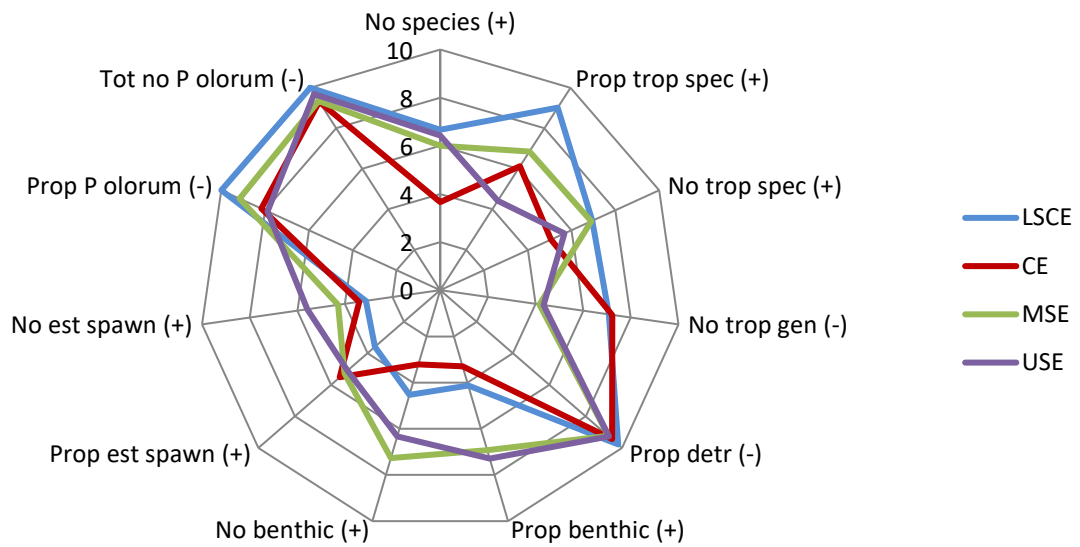 No species (+)
10
Tot no P olorum (-)
Prop trop spec (+)
8
6
Prop P olorum (-)
No trop spec (+)
4
LSCE
2
CE
0
MSE
No est spawn (+)
No trop gen (-)
USE
Prop est spawn (+)
Prop detr (-)
No benthic (+)
Prop benthic (+)